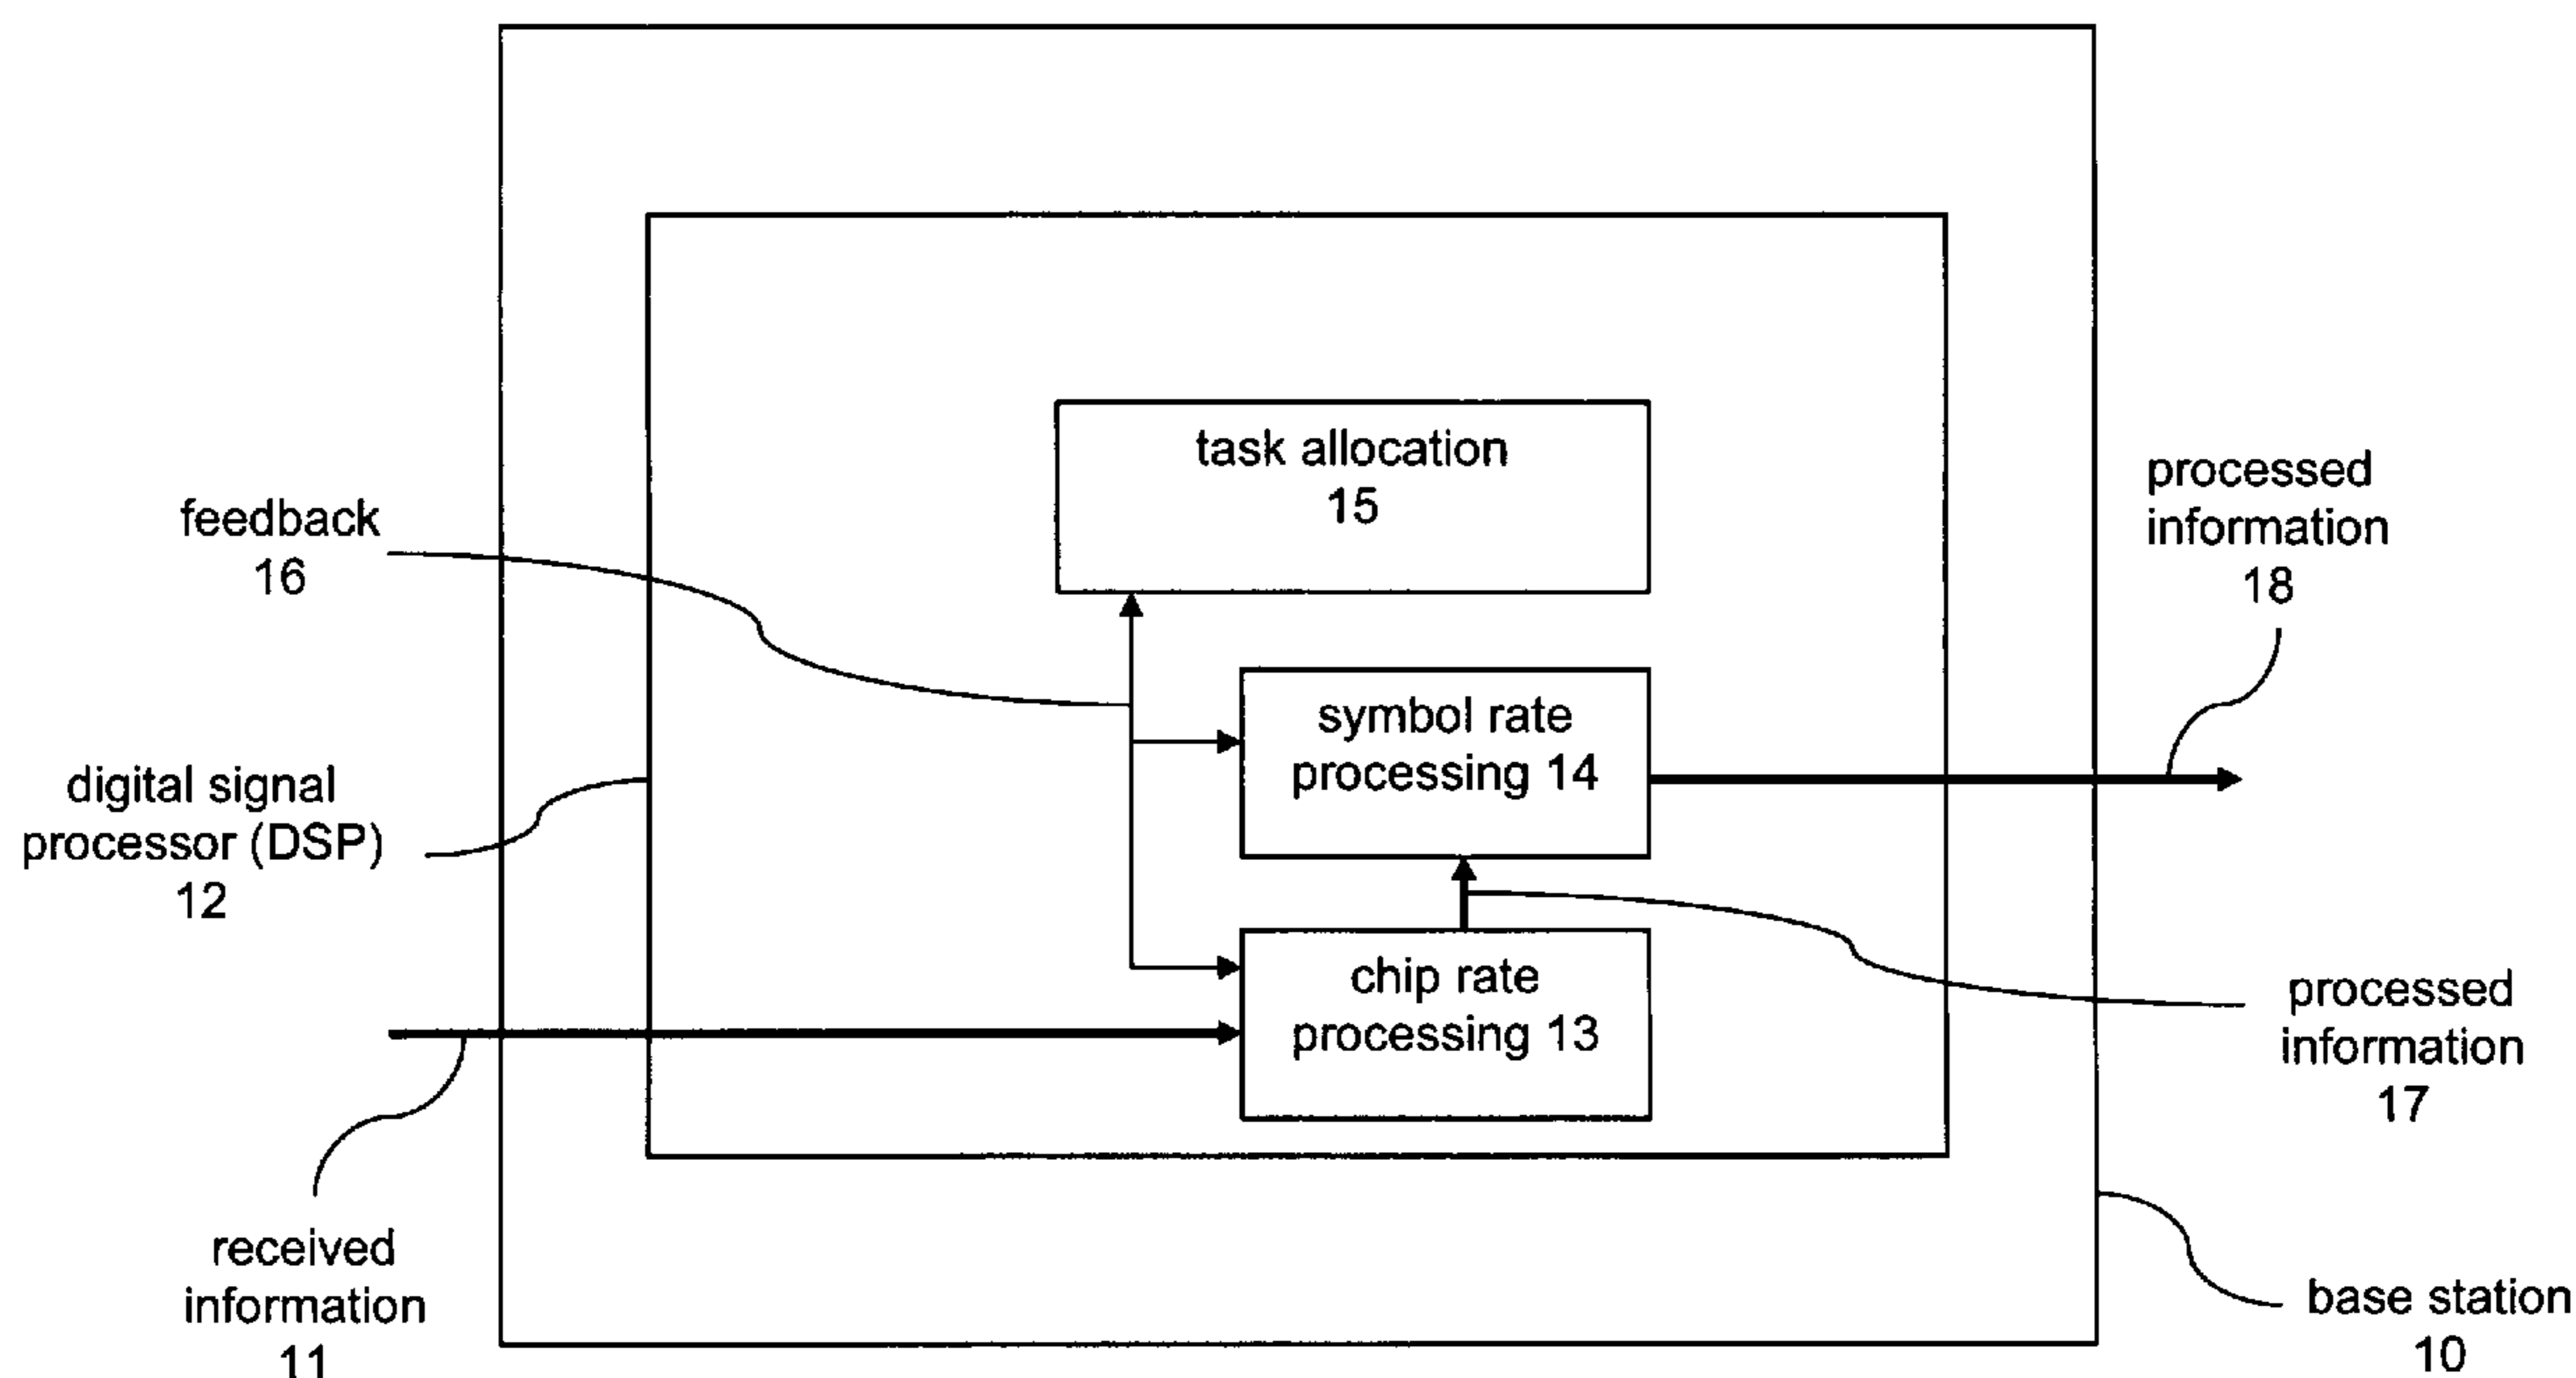 task allocation
15
feedback
16
processed
information
18
symbol rate
processing 14
digital signal
processor (DSP)
12
chip rate
processing 13
processed
information
17
received
information
11
base station
10